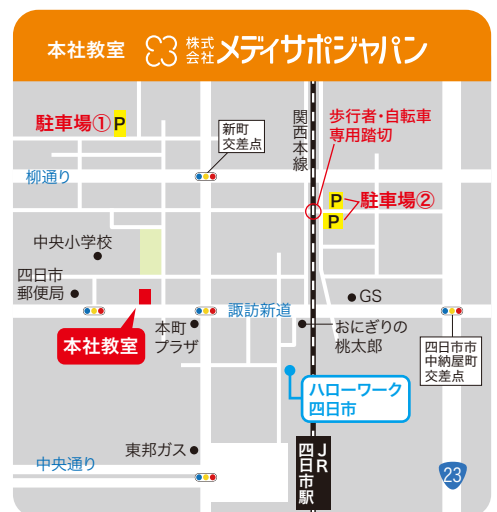 本社教室
株式
会社
メディサポジャパン
駐車場①
P
新町
交差点
関西本線
歩行者・自転車
専用踏切
柳通り
P
P
駐車場②
中央小学校
四日市
郵便局
GS
諏訪新道
本町
プラザ
おにぎりの
桃太郎
本社教室
四日市市
中納屋町
交差点
ハローワーク
四日市
東邦ガス
中央通り
JR
四日市駅
23